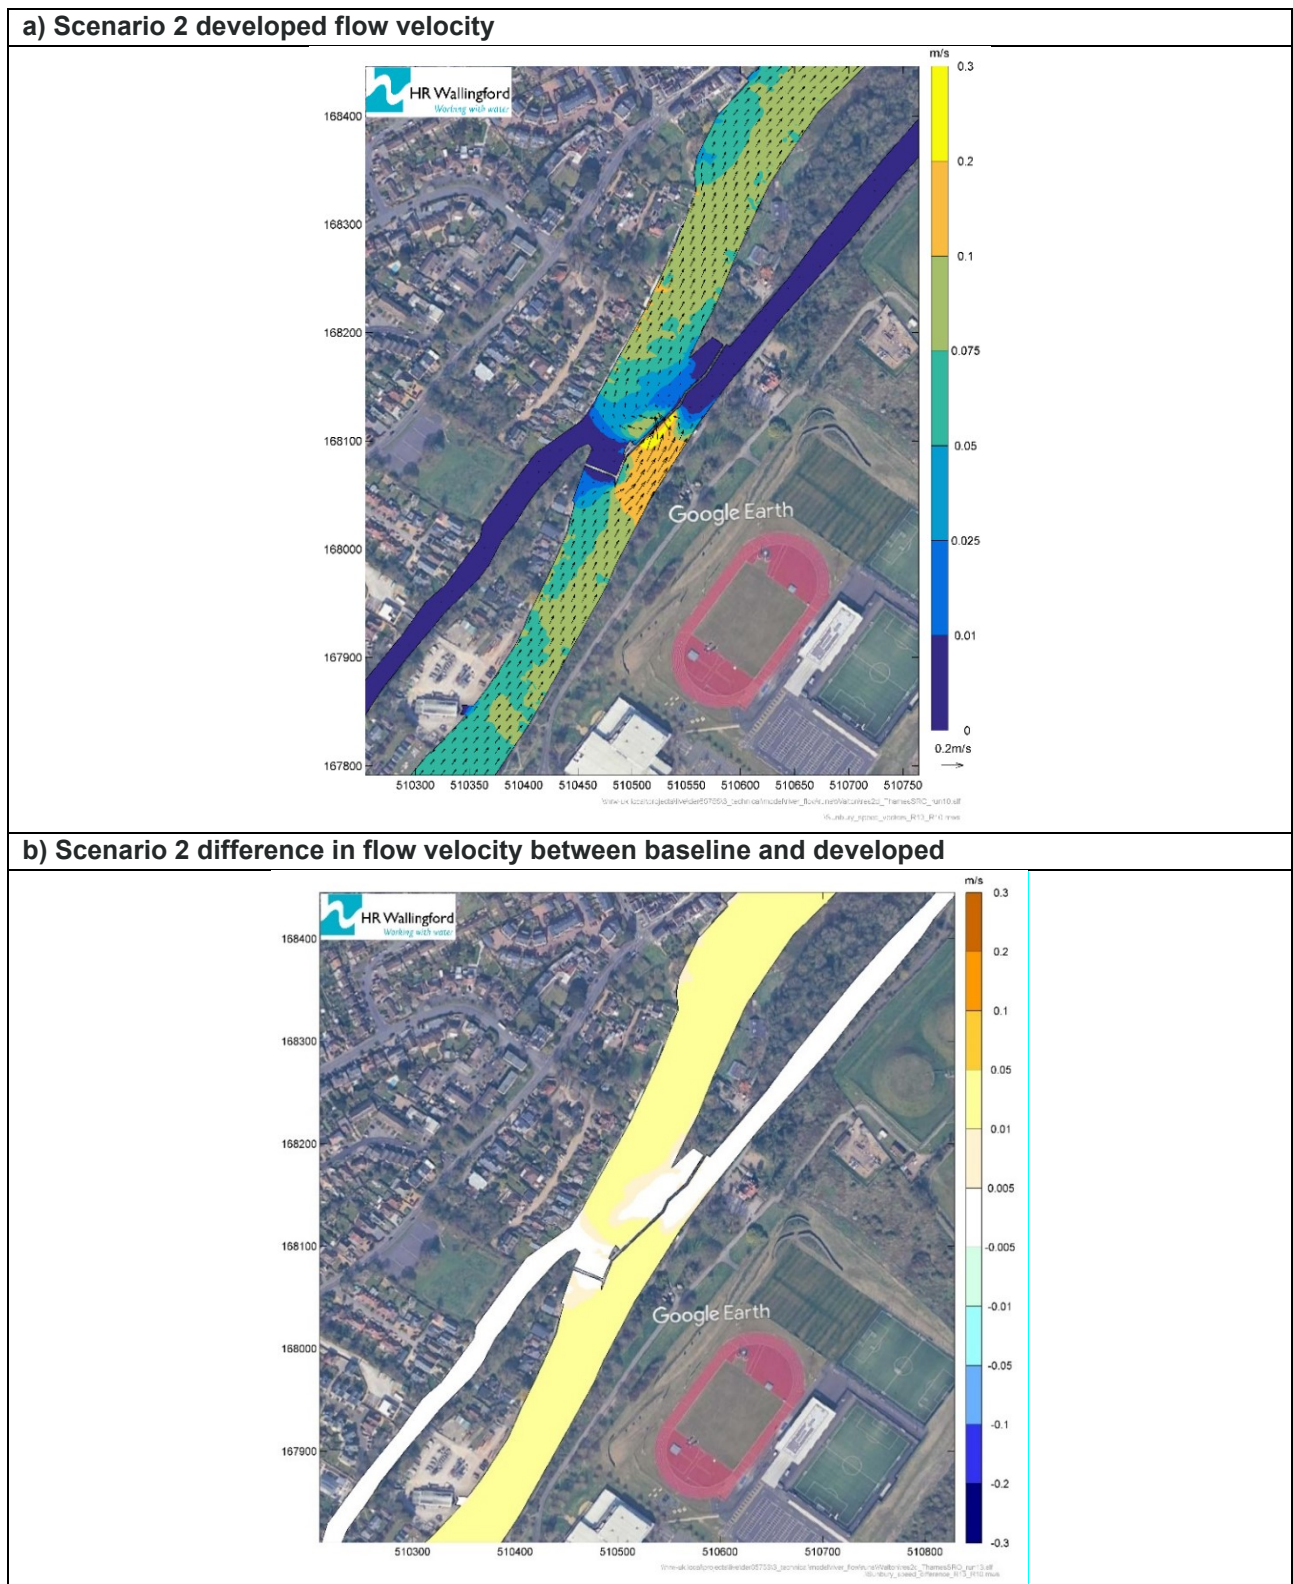 a) Scenario 2 developed flow velocity
m/s
HR Wallingford
Working with water
0.3
0.2
0.1
0.075
0.05
0.025
0.01
0
0.2m/s
168400
168300
168200
168100
168000
167900
167800
Google Earth
510300 510350 510400 510450 510500 510550 510600 510650 510700 510750
b) Scenario 2 difference in flow velocity between baseline and developed
m/s
HR Wallingford
Working with water
0.3
0.2
0.1
0.05
0.01
0.005
-0.005
-0.01
-0.05
-0.1
-0.2
-0.3
168400
168300
168200
168100
168000
167900
Google Earth
510300 510400 510500 510600 510700 510800